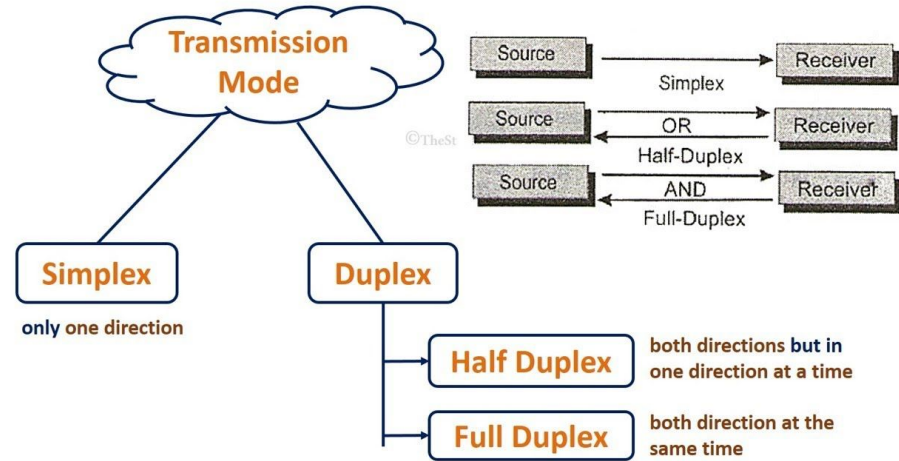 Transmission
Mode
Source
Receiver
Simplex
Source
OR
Receiver
Half-Duplex
Source
AND
Receiver
Full-Duplex
©TheSt
Simplex
only one direction
Duplex
Half Duplex
both directions but in
one direction at a time
Full Duplex
both direction at the
same time